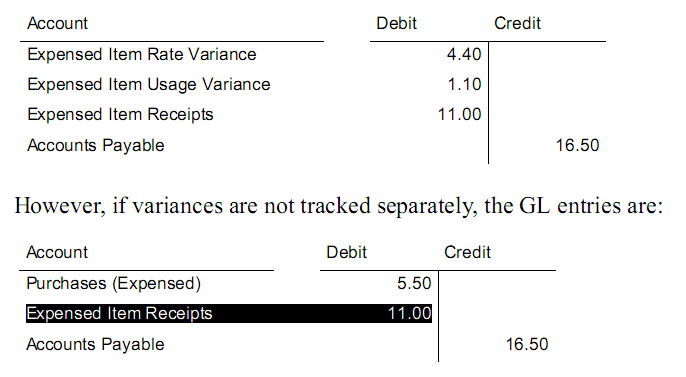 Account Debit Credit
Expensed Item Rate Variance 4.40
Expensed Item Usage Variance 1.10
Expensed Item Receipts 11.00
Accounts Payable 16.50
However, if variances are not tracked separately, the GL entries are:
Account Debit Credit
Purchases (Expensed) 5.50
Expensed Item Receipts 11.00
Accounts Payable 16.50